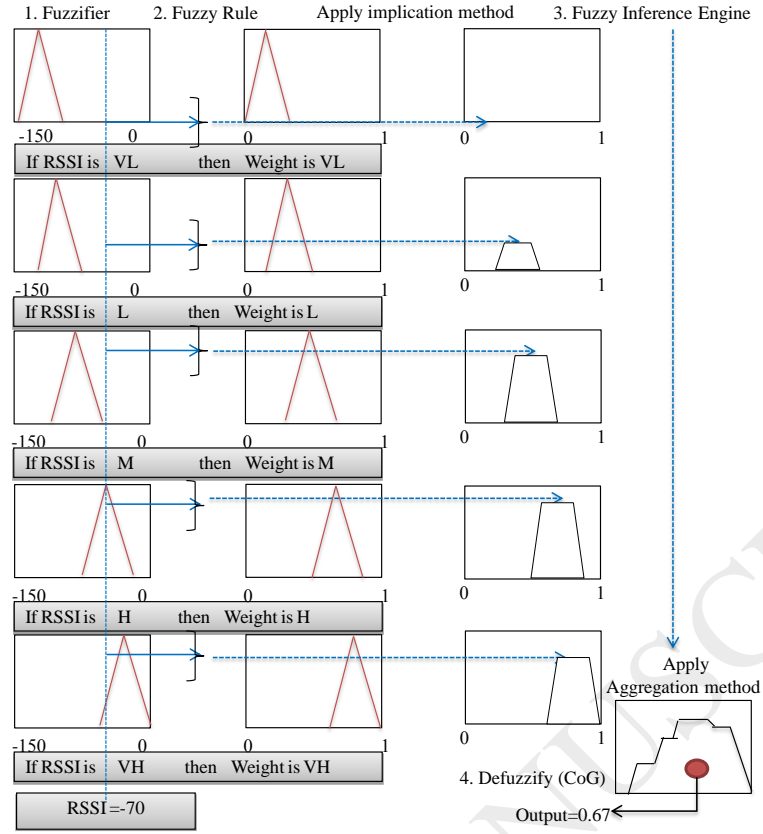 1. Fuzzifier 2. Fuzzy Rule Apply implication method 3. Fuzzy Inference Engine
-150 0 0 1 0 1
If RSSI is VL then Weight is VL
-150 0 0 1 0 1
If RSSI is L then Weight is L
-150 0 0 1 0 1
If RSSI is M then Weight is M
-150 0 0 1 0 1
If RSSI is H then Weight is H
-150 0 0 1 0 1
If RSSI is VH then Weight is VH
RSSI=-70
Apply
Aggregation method
4. Defuzzify (CoG)
Output=0.67
NUSC